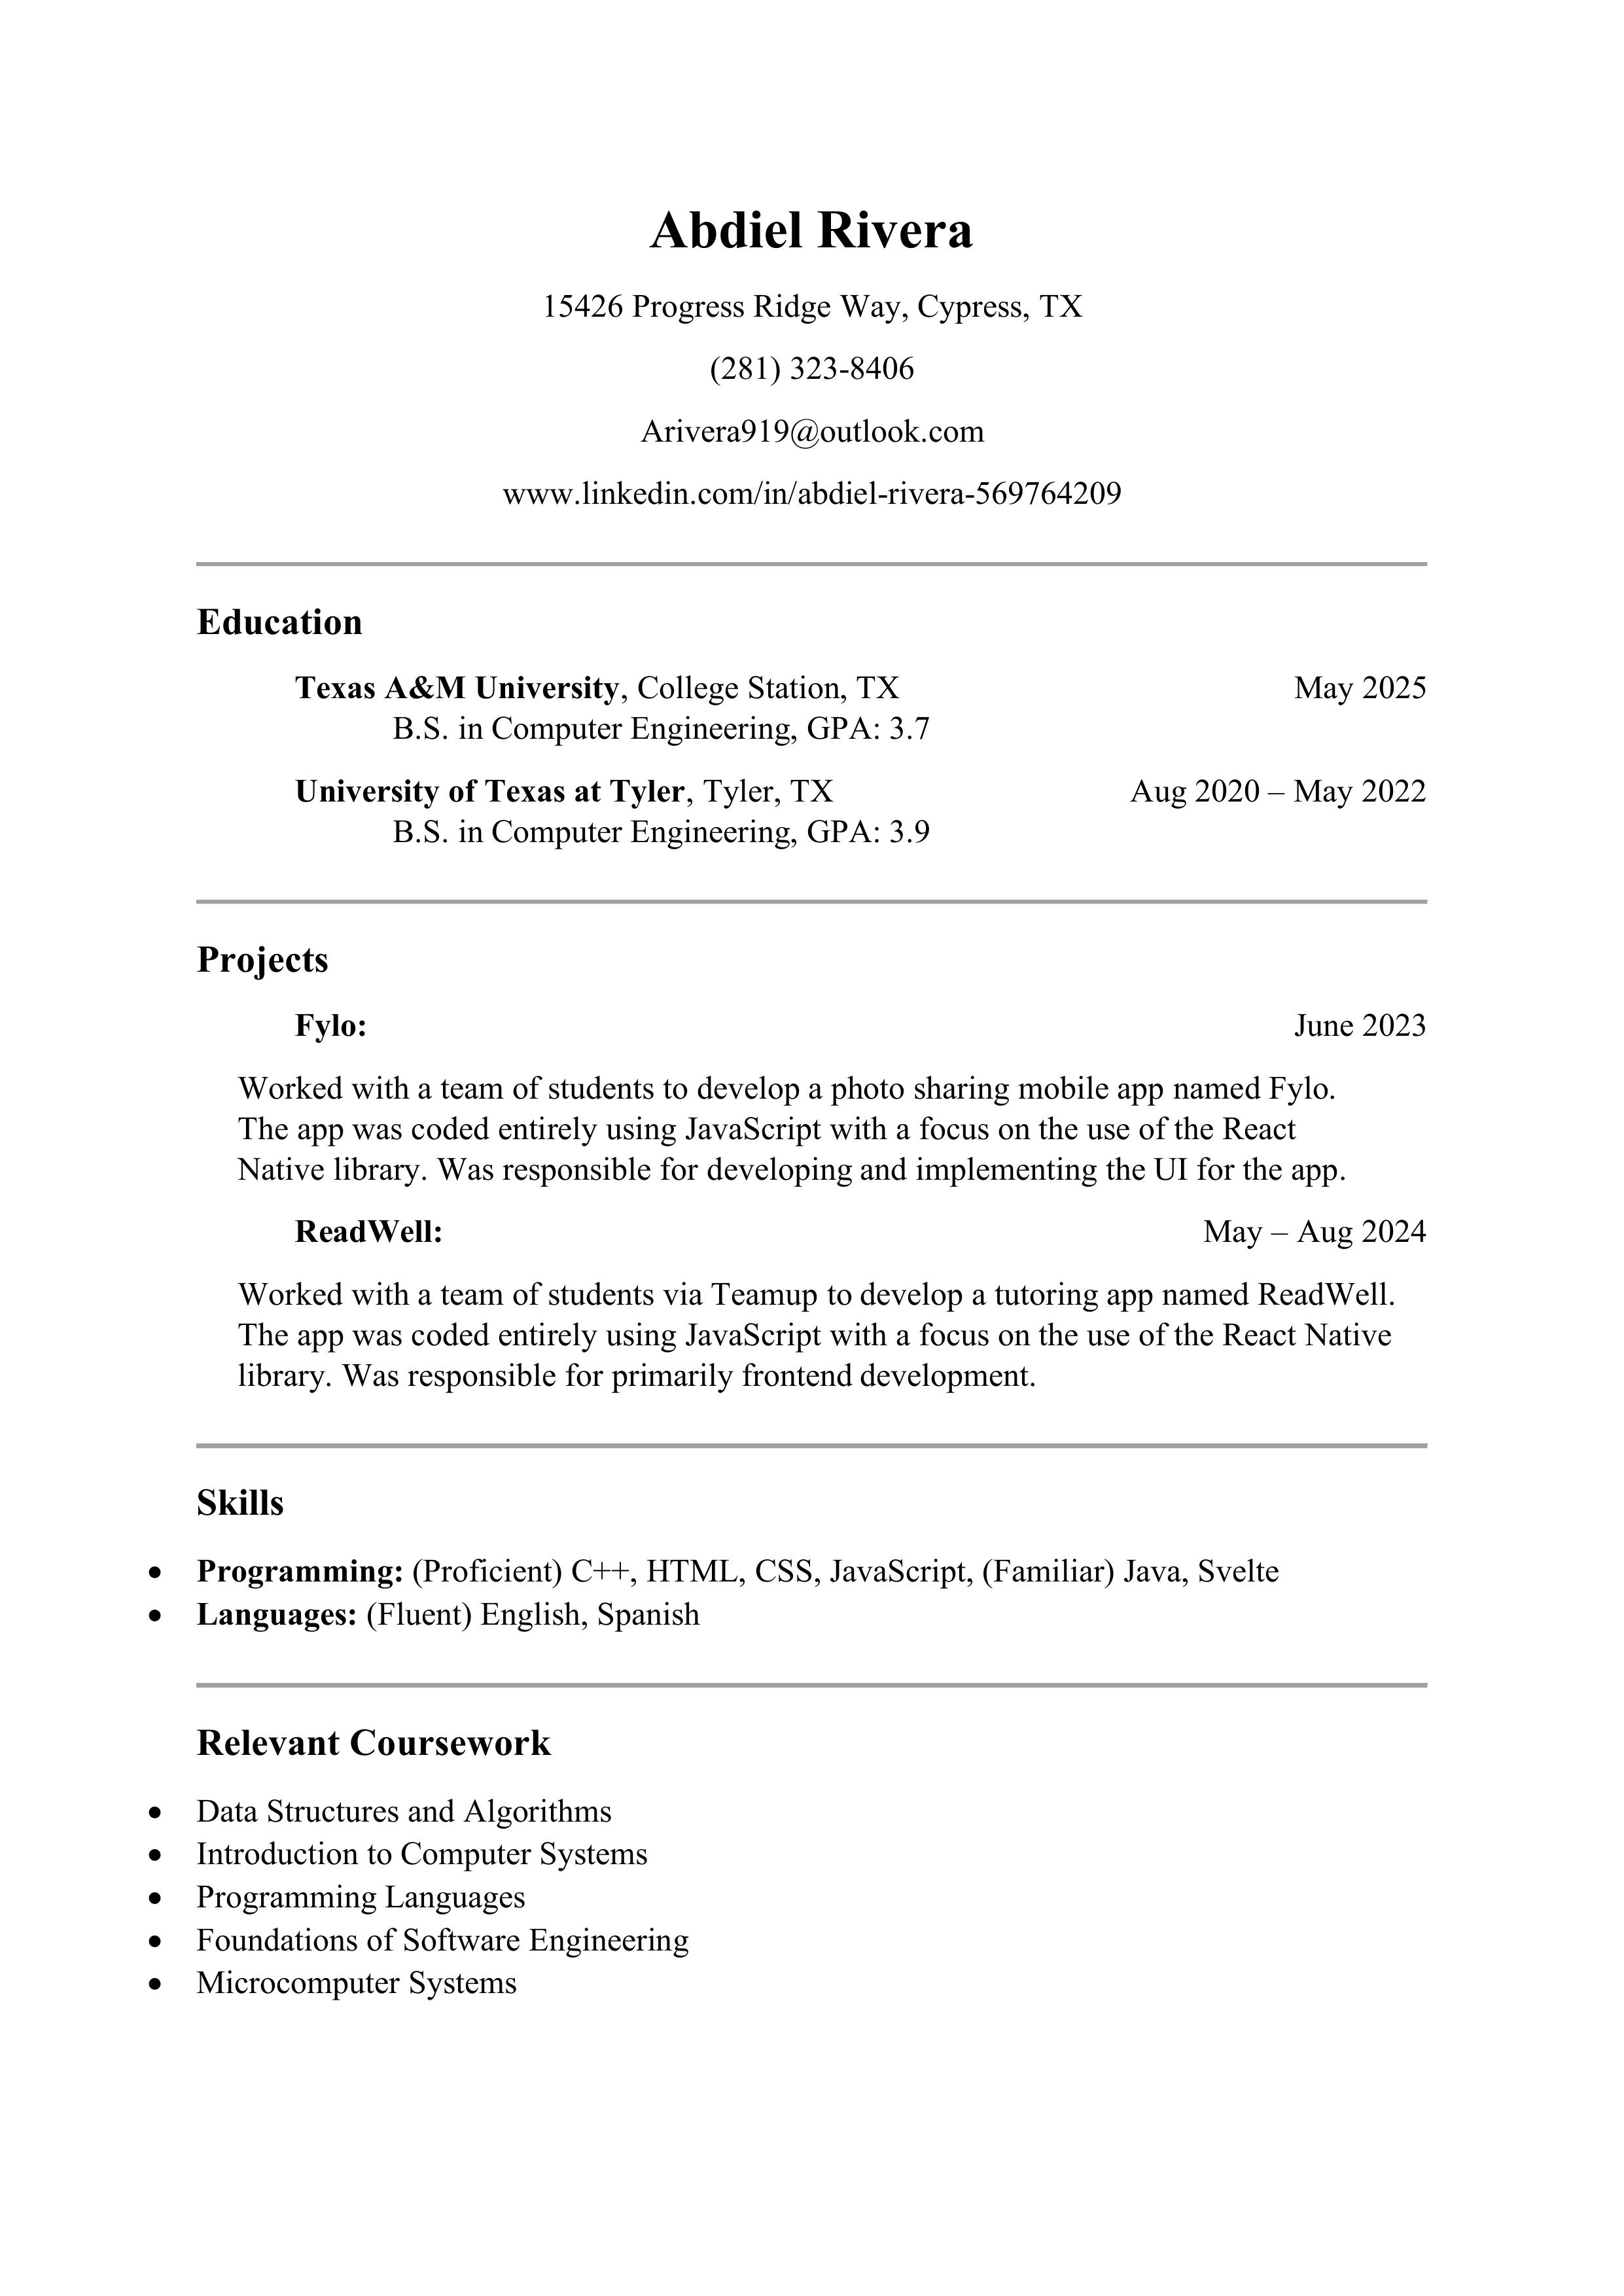 Abdiel Rivera
15426 Progress Ridge Way, Cypress, TX
(281) 323-8406
Arivera919@outlook.com
www.linkedin.com/in/abdiel-rivera-569764209
Education
Texas A&M University, College Station, TX May 2025
B.S. in Computer Engineering, GPA: 3.7
University of Texas at Tyler, Tyler, TX Aug 2020 – May 2022
B.S. in Computer Engineering, GPA: 3.9
Projects
Fylo: June 2023
Worked with a team of students to develop a photo sharing mobile app named Fylo.
The app was coded entirely using JavaScript with a focus on the use of the React
Native library. Was responsible for developing and implementing the UI for the app.
ReadWell: May – Aug 2024
Worked with a team of students via Teamup to develop a tutoring app named ReadWell.
The app was coded entirely using JavaScript with a focus on the use of the React Native
library. Was responsible for primarily frontend development.
Skills
• Programming: (Proficient) C++, HTML, CSS, JavaScript, (Familiar) Java, Svelte
• Languages: (Fluent) English, Spanish
Relevant Coursework
• Data Structures and Algorithms
• Introduction to Computer Systems
• Programming Languages
• Foundations of Software Engineering
• Microcomputer Systems